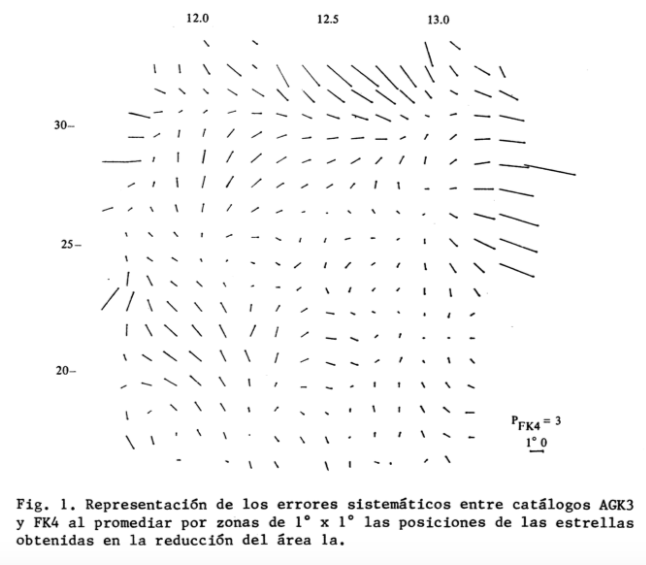 12.0 12.5 13.0
30—
25—
20—
P FK4 = 3
1° 0
Fig. 1. Representación de los errores sistemáticos entre catálogos AGK3
y FK4 al promediar por zonas de 1° x 1° las posiciones de las estrellas
obtenidas en la reducción del área 1a.